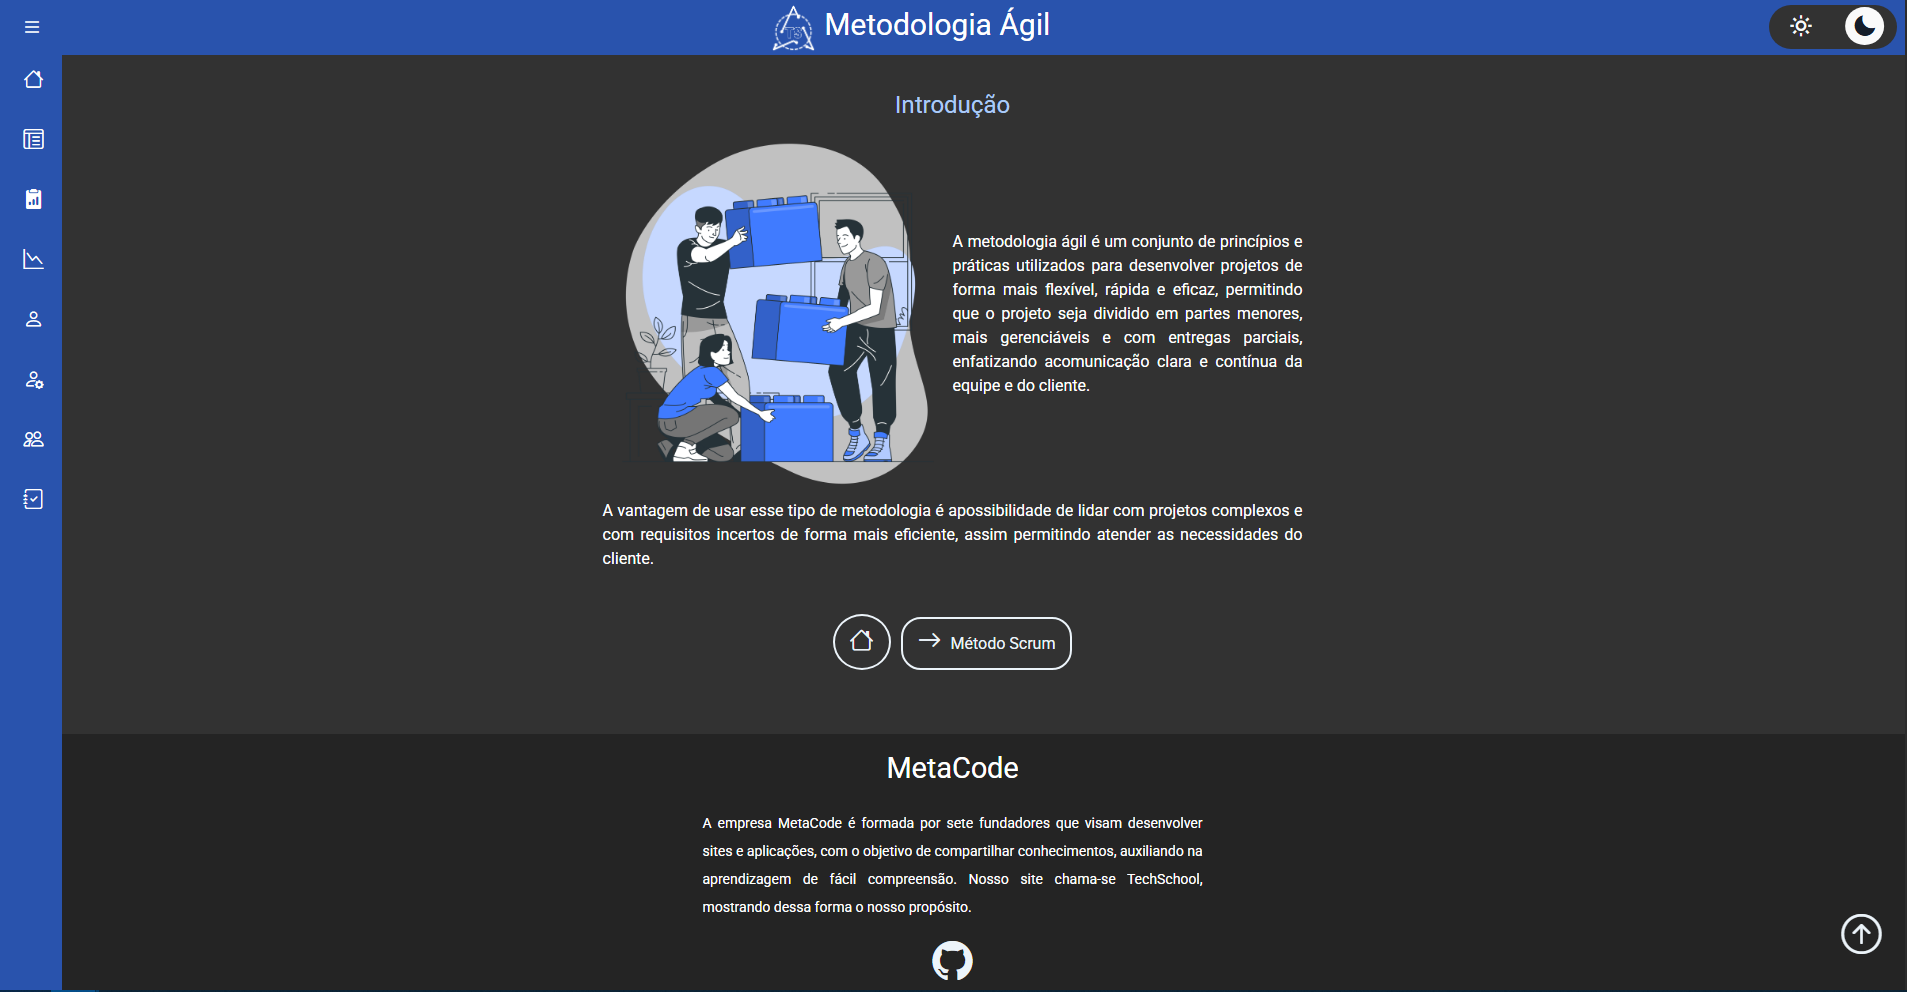 TS
Metodologia Ágil
Introdução
A metodologia ágil é um conjunto de princípios e
práticas utilizados para desenvolver projetos de
forma mais flexível, rápida e eficaz, permitindo
que o projeto seja dividido em partes menores,
mais gerenciáveis e com entregas parciais,
enfatizando acomunicação clara e contínua da
equipe e do cliente.
A vantagem de usar esse tipo de metodologia é apossibilidade de lidar com projetos complexos e
com requisitos incertos de forma mais eficiente, assim permitindo atender as necessidades do
cliente.
Método Scrum
MetaCode
A empresa MetaCode é formada por sete fundadores que visam desenvolver
sites e aplicações, com o objetivo de compartilhar conhecimentos, auxiliando na
aprendizagem de fácil compreensão. Nosso site chama-se TechSchool,
mostrando dessa forma o nosso propósito.